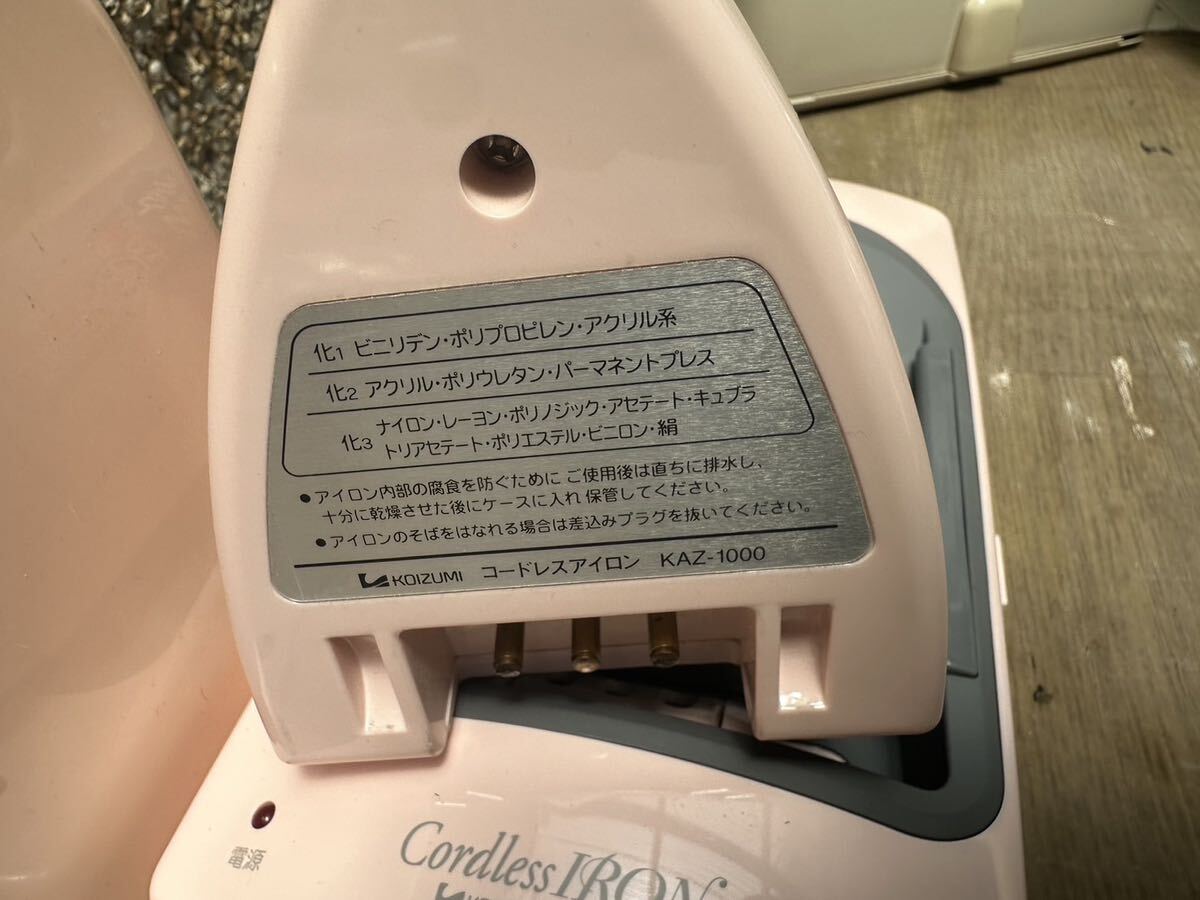 化1 ビニリデン・ポリプロピレン・アクリル系
化2 アクリル・ポリウレタン・パーマネントプレス
化3 ナイロン・レーヨン・ポリノジック・アセテート・キュプラ
トリアセテート・ポリエステル・ビニロン・絹
●アイロン内部の腐食を防ぐために ご使用後は直ちに排水し、
十分に乾燥させた後にケースに入れ 保管してください。
●アイロンのそばをはなれる場合は差込みプラグを抜いてください。
KOIZUMI コードレスアイロン KAZ-1000
電源
Cordless IRON